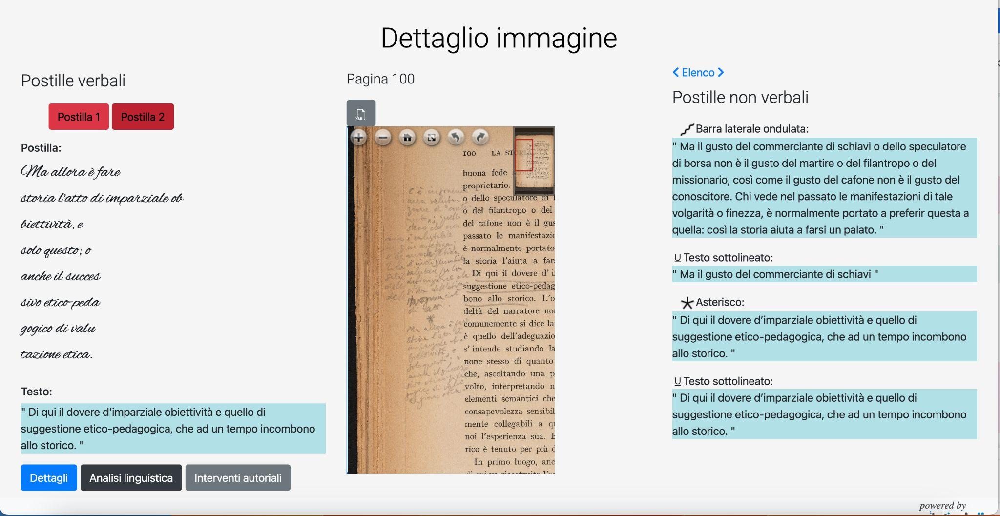 Dettaglio immagine
Postille verbali
Postilla 1
Postilla 2
Postilla:
Ma allora è fare
storia l'atto di imparziale ob
biettività, e
solo questo; o
anche il succes
sivo etico-peda
gogico di valu
tazione etica.
Testo:
" Di qui il dovere d'imparziale obiettività e quello di
suggestione etico-pedagogica, che ad un tempo incombono
allo storico. "
Dettagli
Analisi linguistica
Interventi autoriali
Pagina 100
XML
100 LA STORIA
buona fede
proprietario. Ma il gus
o dello speculatore di
o del filantropo o del
del cafone non è il gus
passato le manifestazio
è normalmente portato
la storia l'aiuta a fars
Di qui il dovere d' i
suggestione etico-pedag
bono allo storico. L'o
deltà del narratore non
comunemente si dice la
è quello dell'adeguazio
s' intende studiando la
none stesso di quanto
che, ascoltando una p
volto, interpretando n
elementi semantici che
consapevolezza sensibil
mente collegabili a qu
noi l'esperienza sua. E
rico è tenuto per più d
In primo luogo, anc
Ma allora è fare
Elenco
Postille non verbali
Barra laterale ondulata:
" Ma il gusto del commerciante di schiavi o dello speculatore
di borsa non è il gusto del martire o del filantropo o del
missionario, così come il gusto del cafone non è il gusto del
conoscitore. Chi vede nel passato le manifestazioni di tale
volgarità o finezza, è normalmente portato a preferir questa a
quella: così la storia aiuta a farsi un palato. "
U Testo sottolineato:
" Ma il gusto del commerciante di schiavi "
Asterisco:
" Di qui il dovere d'imparziale obiettività e quello di
suggestione etico-pedagogica, che ad un tempo incombono
allo storico. "
U Testo sottolineato:
" Di qui il dovere d'imparziale obiettività e quello di
suggestione etico-pedagogica, che ad un tempo incombono
allo storico. "
powered by